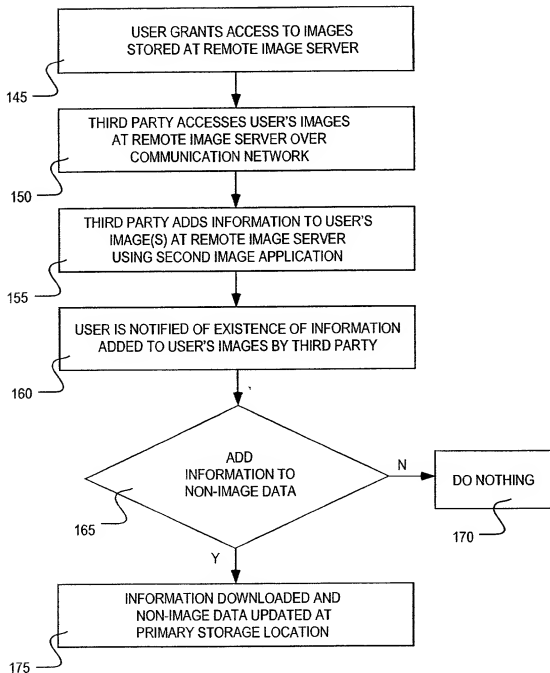 USER GRANTS ACCESS TO IMAGES
STORED AT REMOTE IMAGE SERVER
145
THIRD PARTY ACCESSES USER'S IMAGES
AT REMOTE IMAGE SERVER OVER
COMMUNICATION NETWORK
150
THIRD PARTY ADDS INFORMATION TO USER'S
IMAGE(S) AT REMOTE IMAGE SERVER
USING SECOND IMAGE APPLICATION
155
USER IS NOTIFIED OF EXISTENCE OF INFORMATION
ADDED TO USER'S IMAGES BY THIRD PARTY
160
ADD
INFORMATION TO
NON-IMAGE DATA
165
N
DO NOTHING
170
Y
INFORMATION DOWNLOADED AND
NON-IMAGE DATA UPDATED AT
PRIMARY STORAGE LOCATION
175